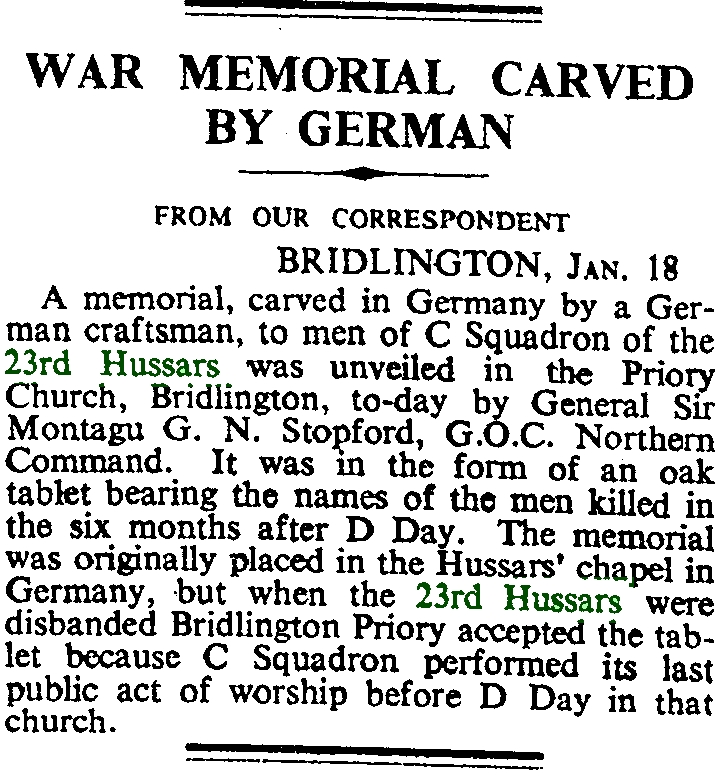 WAR MEMORIAL CARVED
BY GERMAN
FROM OUR CORRESPONDENT
BRIDLINGTON, JAN. 18
A memorial, carved in Germany by a Ger-
man craftsman, to men of C Squadron of the
23rd Hussars was unveiled in the Priory
Church, Bridlington, to-day by General Sir
Montagu G. N. Stopford, G.O.C. Northern
Command. It was in the form of an oak
tablet bearing the names of the men killed in
the six months after D Day. The memorial
was originally placed in the Hussars' chapel in
Germany, but when the 23rd Hussars were
disbanded Bridlington Priory accepted the tab-
let because C Squadron performed its last
public act of worship before D Day in that
church.